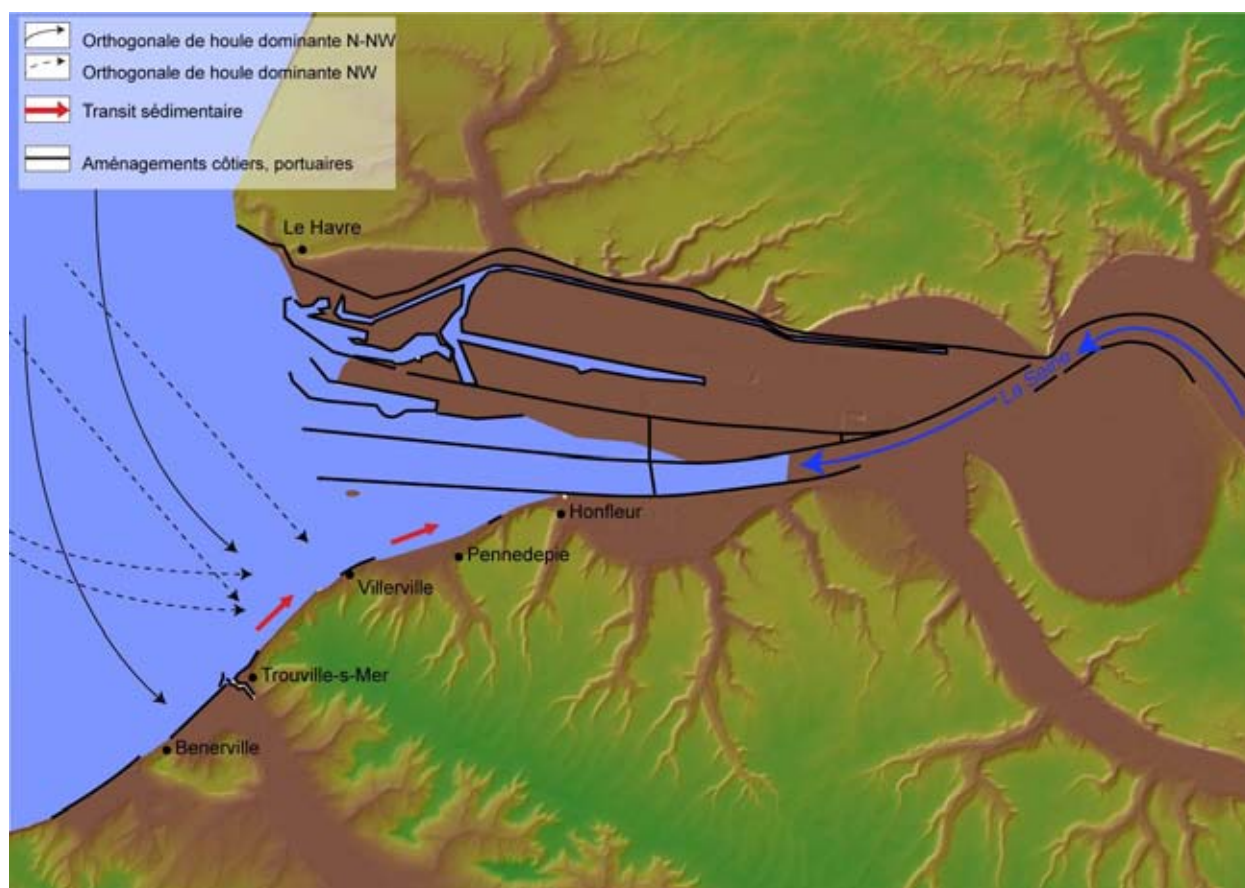 Orthogonale de houle dominante N-NW
Orthogonale de houle dominante NW
Transit sédimentaire
Aménagements côtiers, portuaires
Le Havre
La Seine
Honfleur
Pennedepie
Villerville
Trouville-s-Mer
Benerville